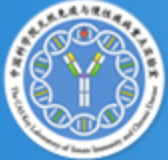 中国科学院天然免疫与慢性疾病重点实验室
The CAS Key Laboratory of Innate Immunity and Chronic Disease